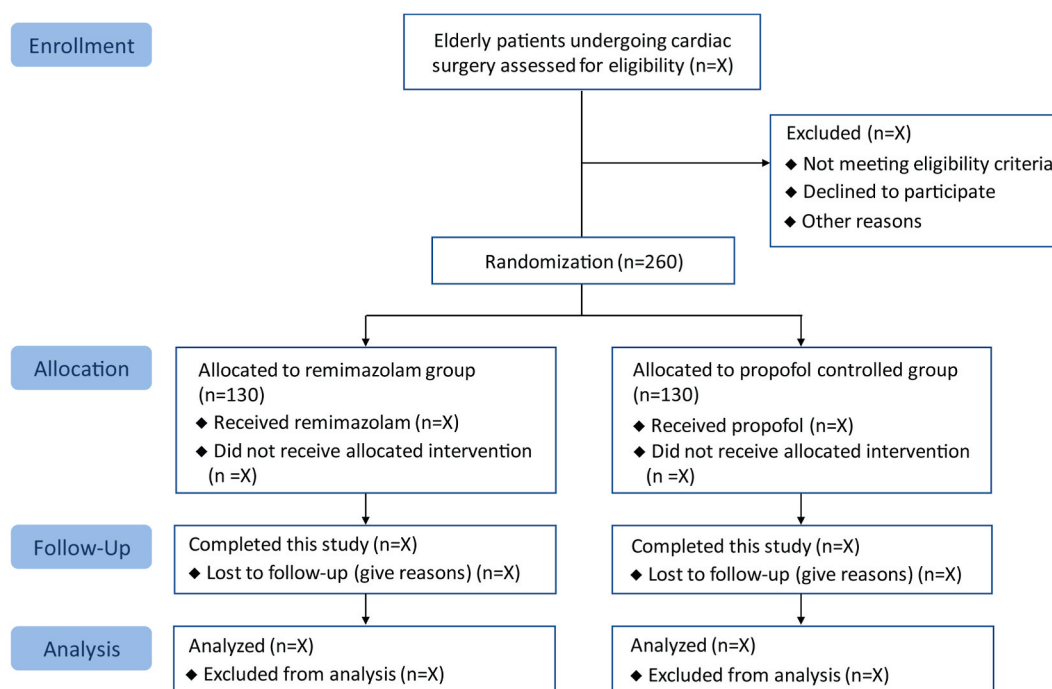 Enrollment
Elderly patients undergoing cardiac
surgery assessed for eligibility (n=X)
Excluded (n=X)
◆ Not meeting eligibility criteria
◆ Declined to participate
◆ Other reasons
Randomization (n=260)
Allocation
Allocated to remimazolam group
(n=130)
◆ Received remimazolam (n=X)
◆ Did not receive allocated intervention
(n =X)
Allocated to propofol controlled group
(n=130)
◆ Received propofol (n=X)
◆ Did not receive allocated intervention
(n =X)
Follow-Up
Completed this study (n=X)
◆ Lost to follow-up (give reasons) (n=X)
Completed this study (n=X)
◆ Lost to follow-up (give reasons) (n=X)
Analysis
Analyzed (n=X)
◆ Excluded from analysis (n=X)
Analyzed (n=X)
◆ Excluded from analysis (n=X)